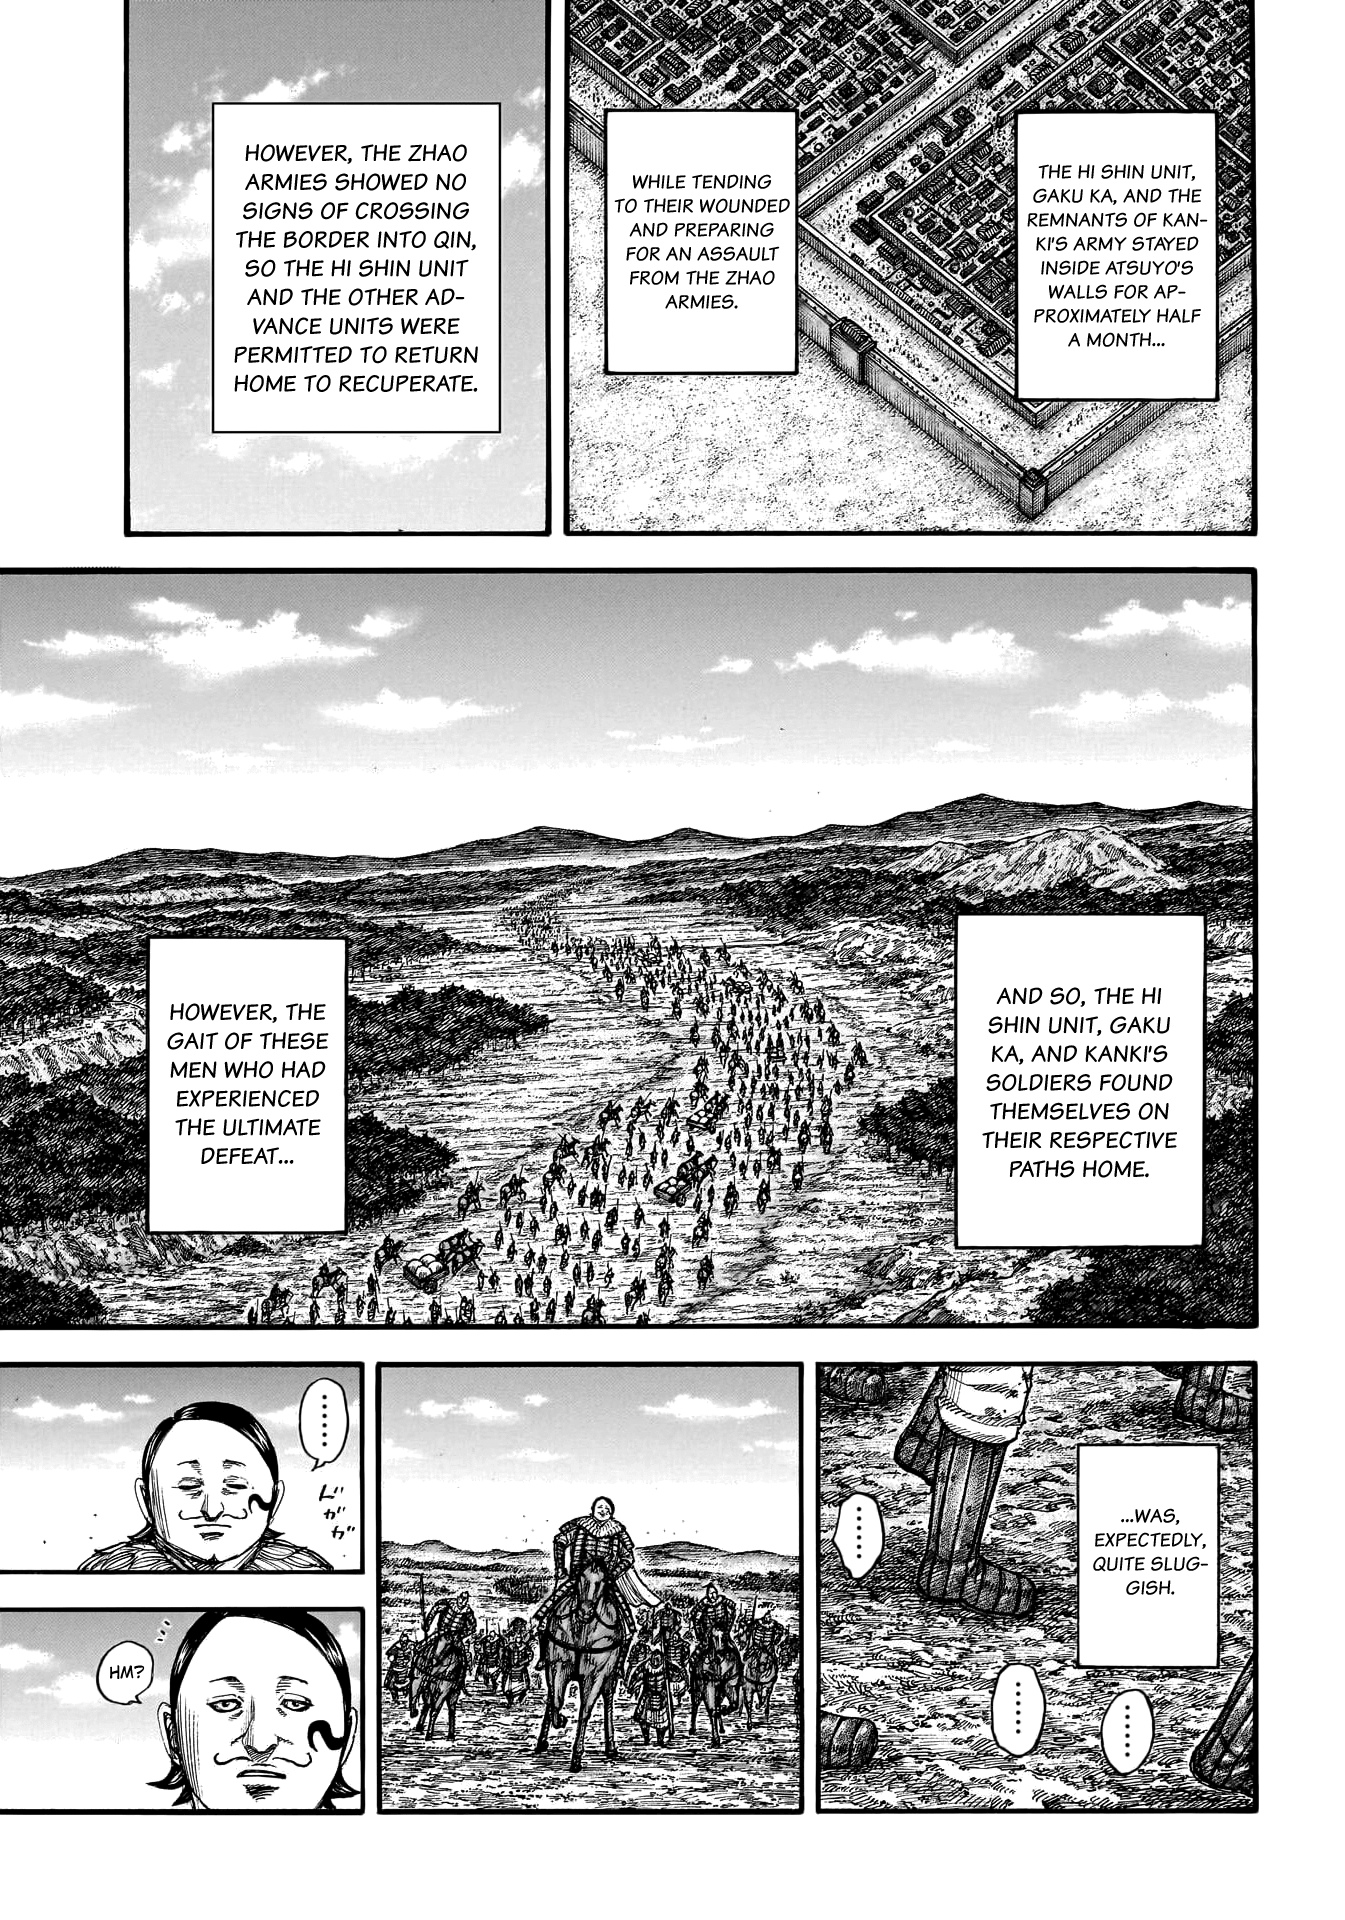 THE HI SHIN UNIT,
GAKU KA, AND THE
REMNANTS OF KAN-
KI'S ARMY STAYED
INSIDE ATSUYO'S
WALLS FOR AP-
PROXIMATELY HALF
A MONTH...
WHILE TENDING
TO THEIR WOUNDED
AND PREPARING
FOR AN ASSAULT
FROM THE ZHAO
ARMIES.
HOWEVER, THE ZHAO
ARMIES SHOWED NO
SIGNS OF CROSSING
THE BORDER INTO QIN,
SO THE HI SHIN UNIT
AND THE OTHER AD-
VANCE UNITS WERE
PERMITTED TO RETURN
HOME TO RECUPERATE.
AND SO, THE HI
SHIN UNIT, GAKU
KA, AND KANKI'S
SOLDIERS FOUND
THEMSELVES ON
THEIR RESPECTIVE
PATHS HOME.
HOWEVER, THE
GAIT OF THESE
MEN WHO HAD
EXPERIENCED
THE ULTIMATE
DEFEAT...
...WAS,
EXPECTEDLY,
QUITE SLUG-
GISH.
......
......
......
......
ドガ
ガ
HM?